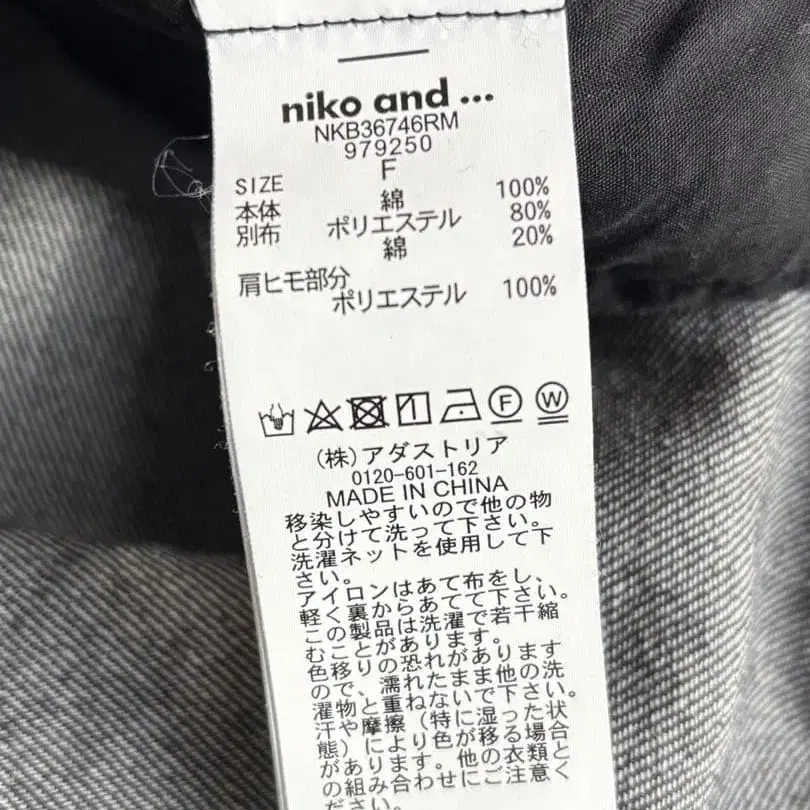 niko and ...
NKB36746RM
979250
SIZE F
本体 綿 100%
別布 ポリエステル 80%
綿 20%
肩ヒモ部分
ポリエステル 100%
F W
(株)アダストリア
0120-601-162
MADE IN CHINA
移染しやすいので他の物
と分けて洗って下さい。
洗濯ネットを使用して下
さい。
アイロンはあて布をし、
軽く裏からあてて下さい。
この製品は洗濯で若干縮
むことがあります。
色移りの恐れがあります
ので、濡れたまま他の洗
濯物と重ねないで下さい。
汗や摩擦(特に湿った状
態)により色が移る場合
があります。他の衣類と
の組み合わせにご注意く
ださい。